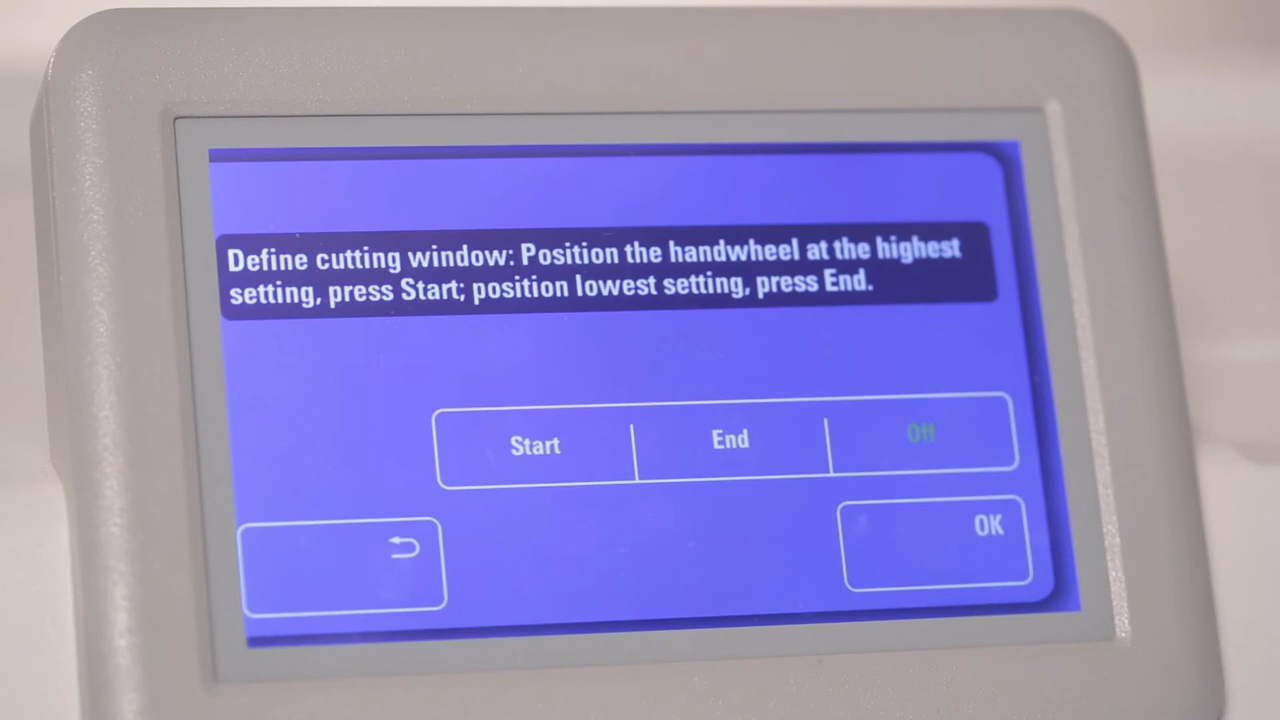 Define cutting window: Position the handwheel at the highest
setting, press Start; position lowest setting, press End.
Start End Off
OK